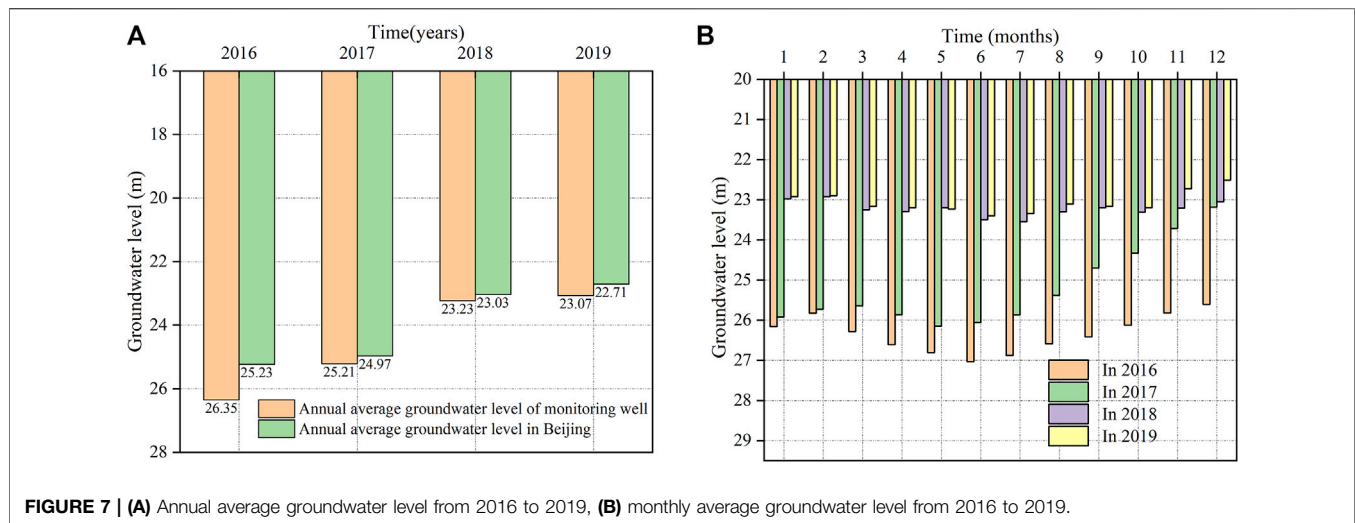 A
Time(years)
2016 2017 2018 2019
16
18
20
22
24
26
28
Groundwater level (m)
26.35
25.23
25.21
24.97
23.23
23.03
23.07
22.71
Annual average groundwater level of monitoring well
Annual average groundwater level in Beijing
B
Time (months)
1 2 3 4 5 6 7 8 9 10 11 12
20
21
22
23
24
25
26
27
28
29
Groundwater level (m)
In 2016
In 2017
In 2018
In 2019
FIGURE 7 | (A) Annual average groundwater level from 2016 to 2019, (B) monthly average groundwater level from 2016 to 2019.